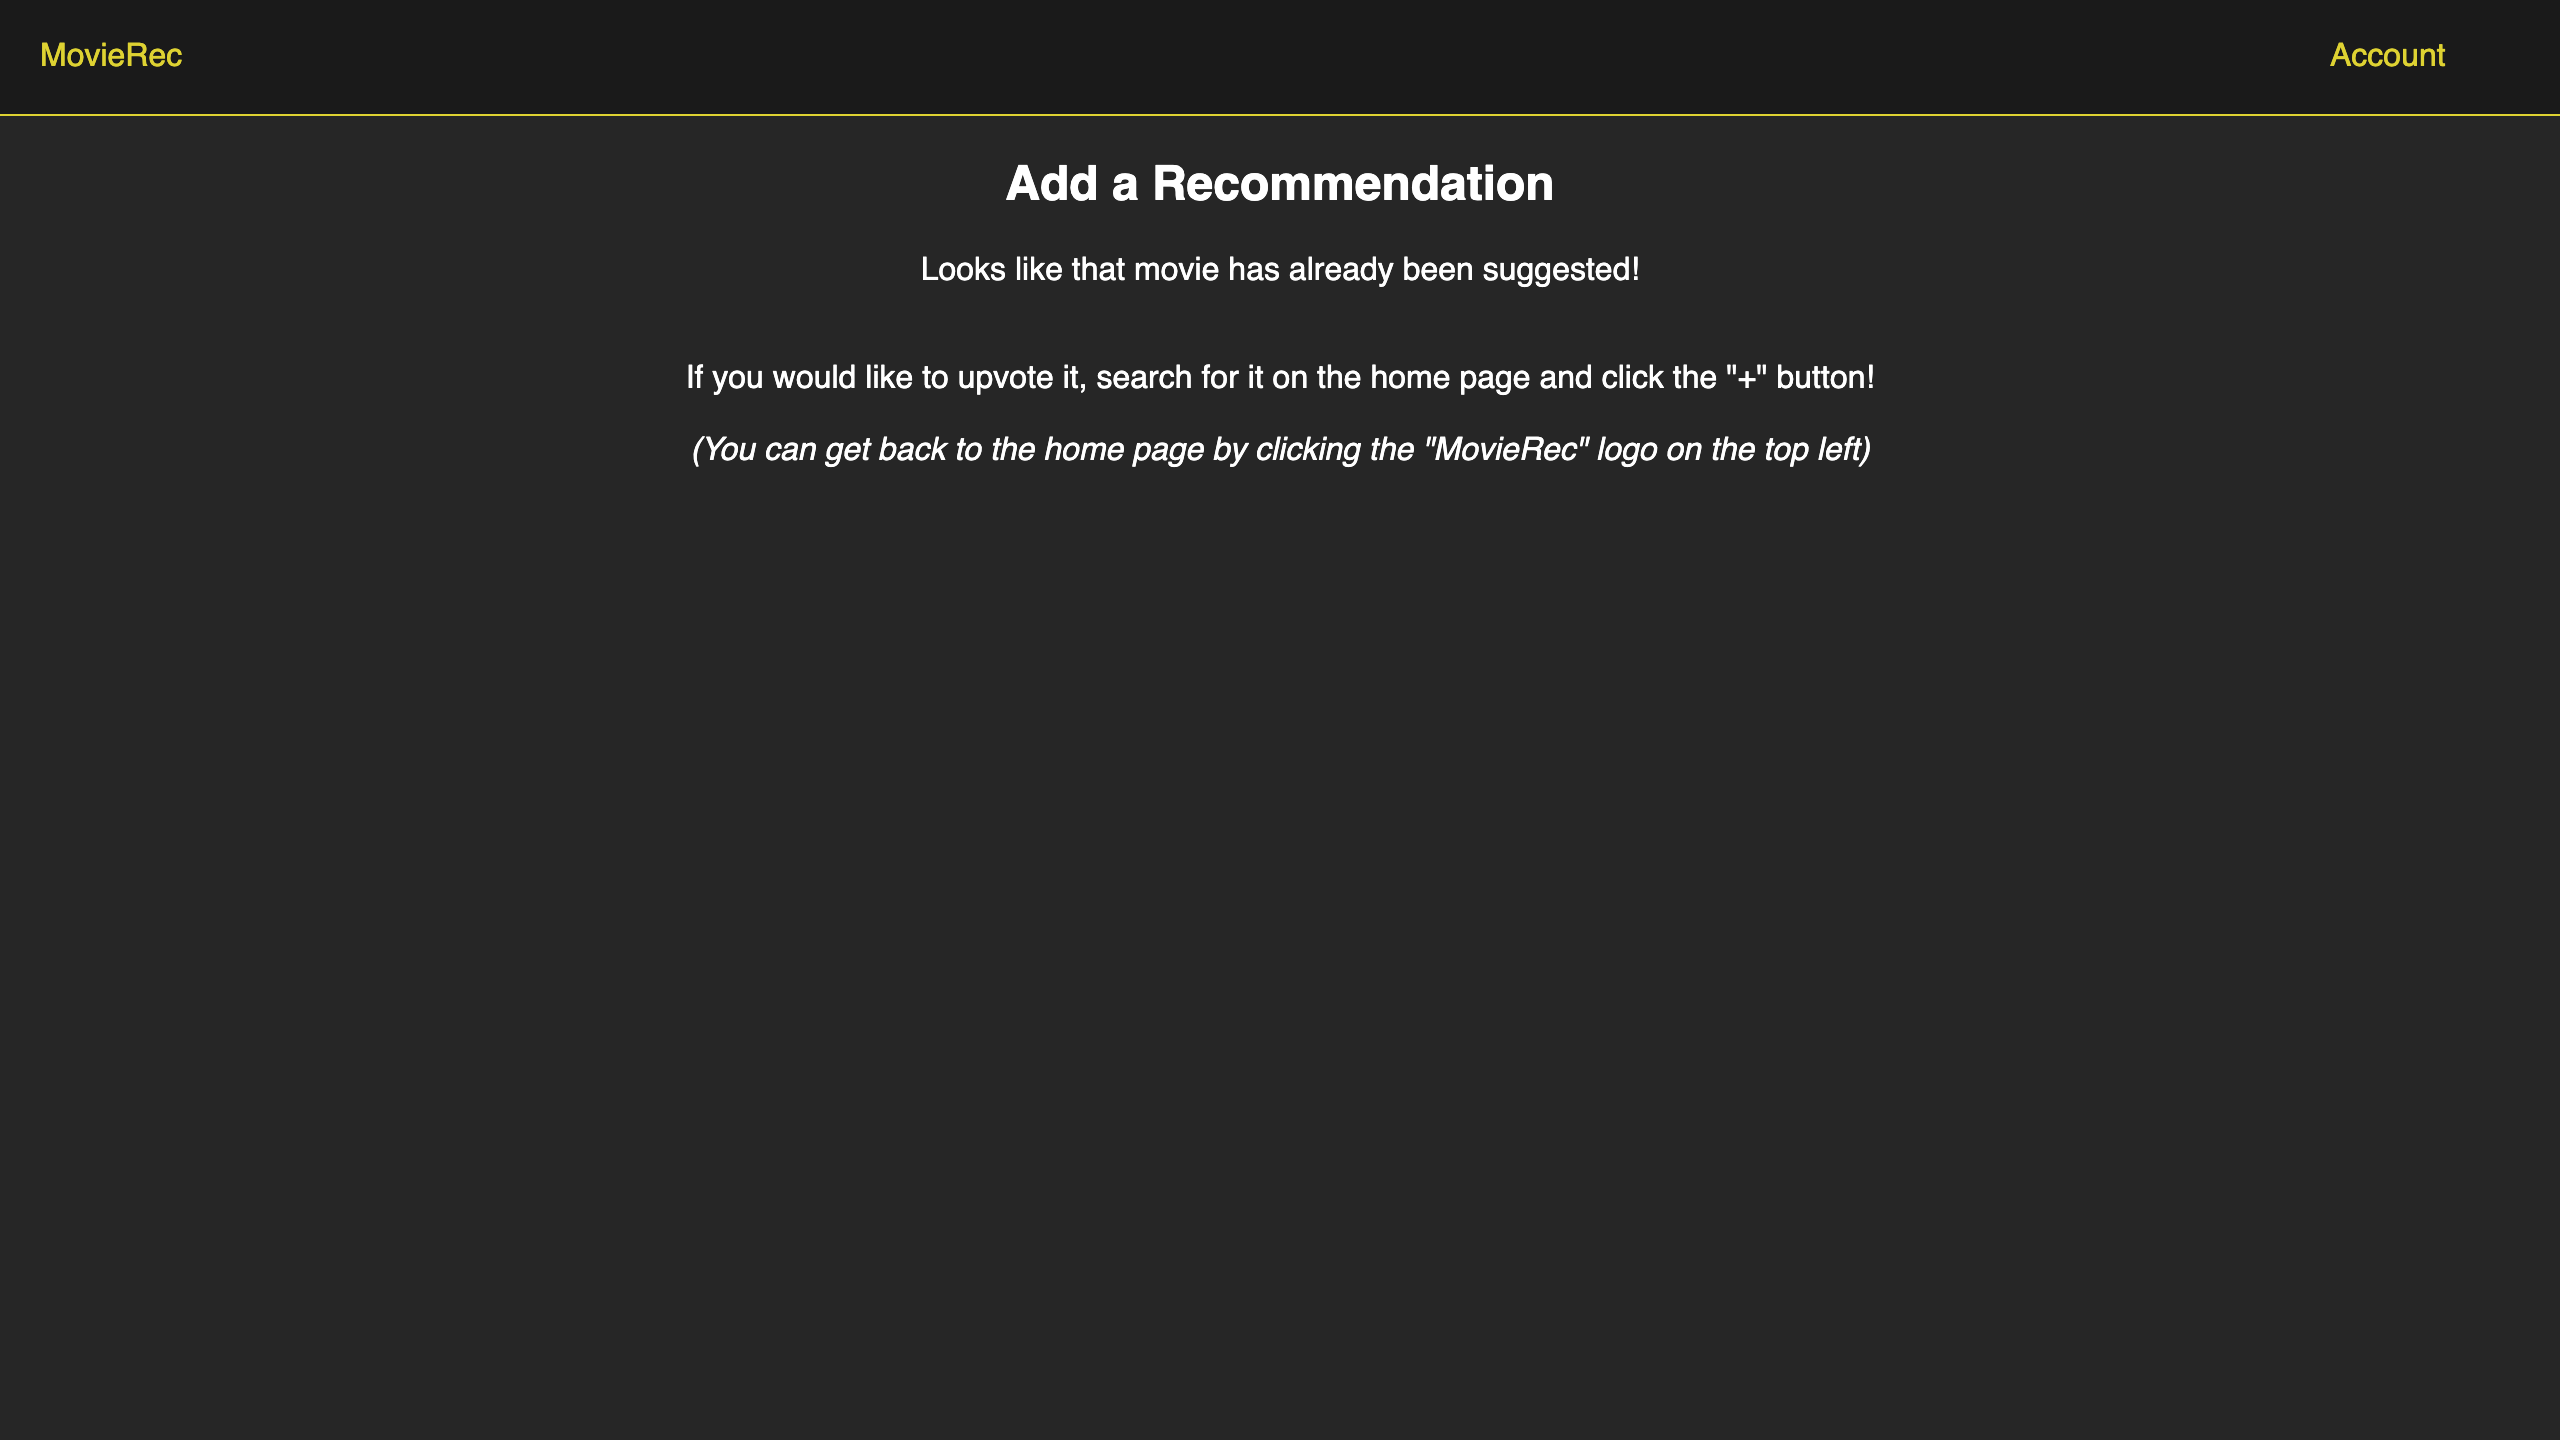 MovieRec
Account
Add a Recommendation
Looks like that movie has already been suggested!
If you would like to upvote it, search for it on the home page and click the "+" button!
(You can get back to the home page by clicking the "MovieRec" logo on the top left)